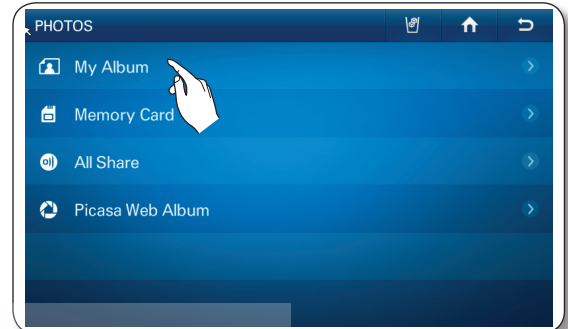 PHOTOS
My Album
Memory Card
All Share
Picasa Web Album